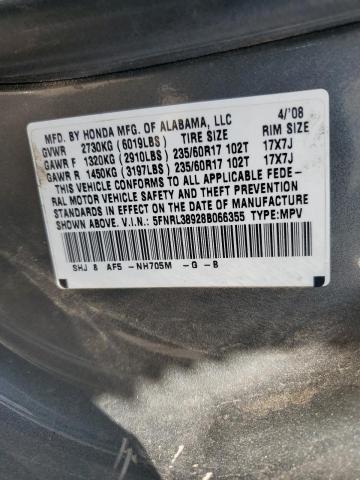 MFD. BY HONDA MFG. OF ALABAMA, LLC 4/'08
GVWR 2730KG (6019LBS) TIRE SIZE RIM SIZE
GAWR F 1320KG (2910LBS) 235/60R17 102T 17X7J
GAWR R 1450KG (3197LBS) 235/60R17 102T 17X7J
THIS VEHICLE CONFORMS TO ALL APPLICABLE FEDE-
RAL MOTOR VEHICLE SAFETY AND THEFT PREVENTION
STANDARDS IN EFFECT ON THE DATE OF MANUFACTURE
SHOWN ABOVE. V.I.N.: 5FNRL38928B066355 TYPE:MPV
SHJ 8 AF5 -NH705M -G -B